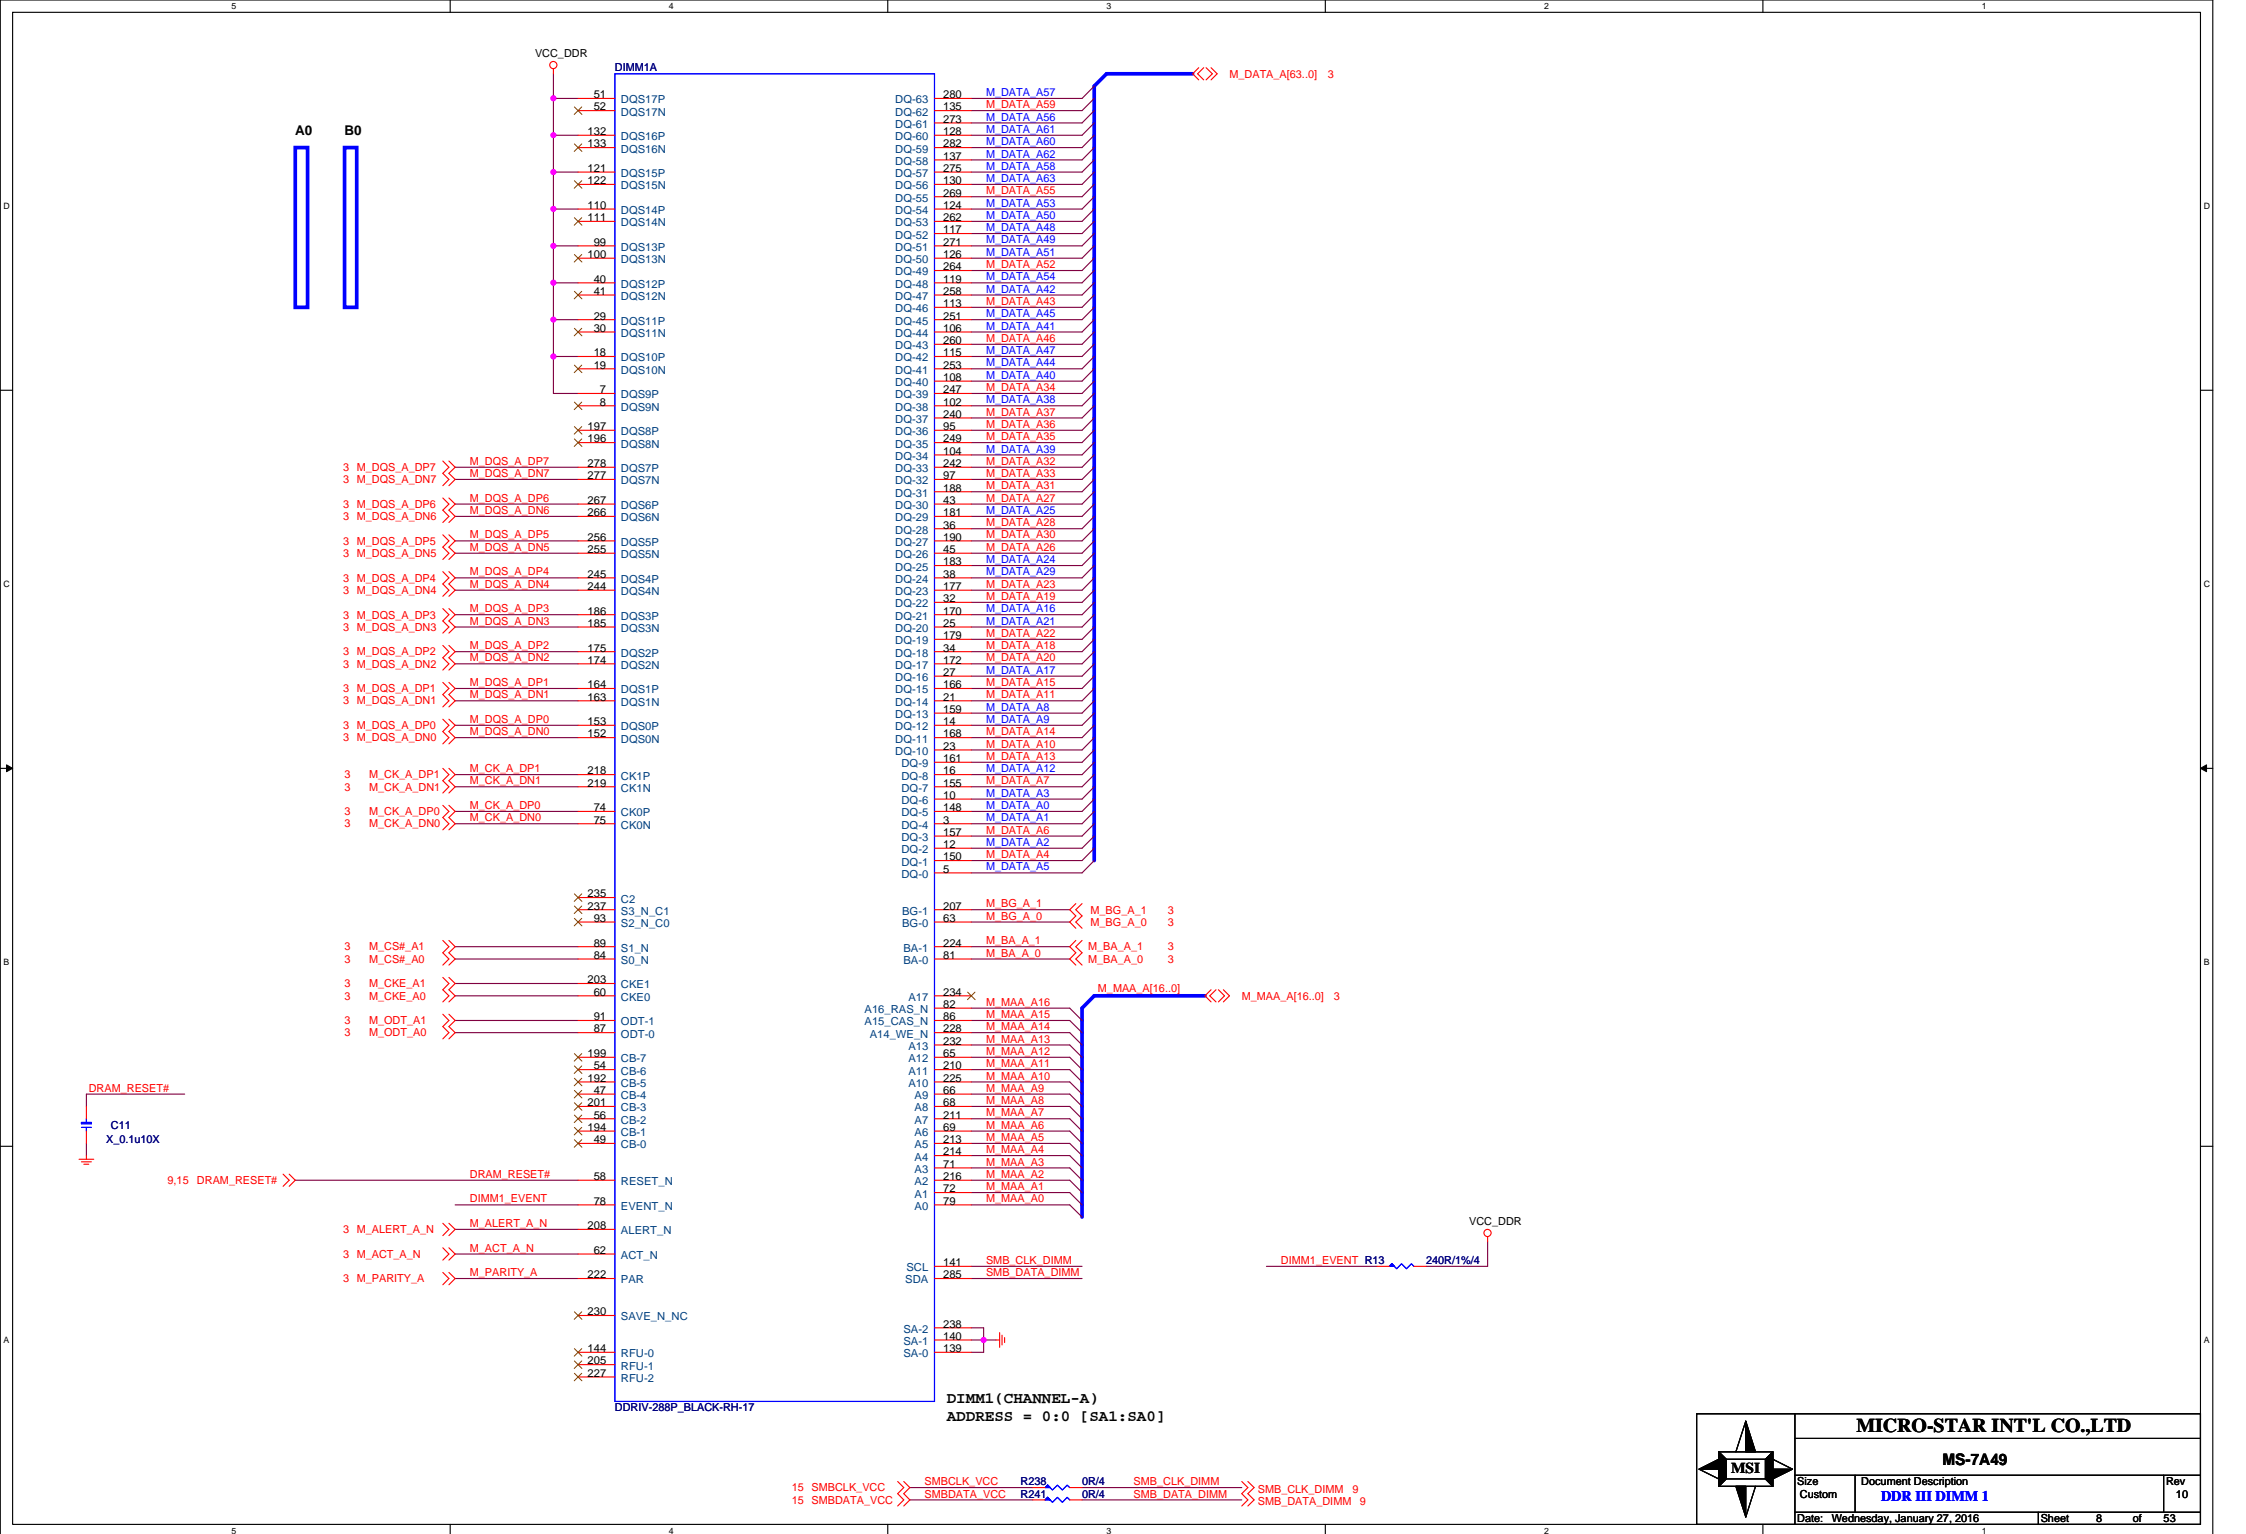 5 4 3 2 1
VCC_DDR
DIMM1A
M_DATA_A[63..0] 3
A0 B0
51 DQS17P
52 DQS17N
132 DQS16P
133 DQS16N
121 DQS15P
122 DQS15N
110 DQS14P
111 DQS14N
99 DQS13P
100 DQS13N
40 DQS12P
41 DQS12N
29 DQS11P
30 DQS11N
18 DQS10P
19 DQS10N
7 DQS9P
8 DQS9N
197 DQS8P
196 DQS8N
3 M_DQS_A_DP7 M_DQS_A_DP7 278 DQS7P
3 M_DQS_A_DN7 M_DQS_A_DN7 277 DQS7N
3 M_DQS_A_DP6 M_DQS_A_DP6 267 DQS6P
3 M_DQS_A_DN6 M_DQS_A_DN6 266 DQS6N
3 M_DQS_A_DP5 M_DQS_A_DP5 256 DQS5P
3 M_DQS_A_DN5 M_DQS_A_DN5 255 DQS5N
3 M_DQS_A_DP4 M_DQS_A_DP4 245 DQS4P
3 M_DQS_A_DN4 M_DQS_A_DN4 244 DQS4N
3 M_DQS_A_DP3 M_DQS_A_DP3 186 DQS3P
3 M_DQS_A_DN3 M_DQS_A_DN3 185 DQS3N
3 M_DQS_A_DP2 M_DQS_A_DP2 175 DQS2P
3 M_DQS_A_DN2 M_DQS_A_DN2 174 DQS2N
3 M_DQS_A_DP1 M_DQS_A_DP1 164 DQS1P
3 M_DQS_A_DN1 M_DQS_A_DN1 163 DQS1N
3 M_DQS_A_DP0 M_DQS_A_DP0 153 DQS0P
3 M_DQS_A_DN0 M_DQS_A_DN0 152 DQS0N
3 M_CK_A_DP1 M_CK_A_DP1 218 CK1P
3 M_CK_A_DN1 M_CK_A_DN1 219 CK1N
3 M_CK_A_DP0 M_CK_A_DP0 74 CK0P
3 M_CK_A_DN0 M_CK_A_DN0 75 CK0N
235 C2
237 S3_N_C1
93 S2_N_C0
3 M_CS#_A1 89 S1_N
3 M_CS#_A0 84 S0_N
3 M_CKE_A1 203 CKE1
3 M_CKE_A0 60 CKE0
3 M_ODT_A1 91 ODT-1
3 M_ODT_A0 87 ODT-0
199 CB-7
54 CB-6
192 CB-5
47 CB-4
201 CB-3
56 CB-2
194 CB-1
49 CB-0
DRAM_RESET#
C11
X_0.1u10X
9,15 DRAM_RESET# DRAM_RESET# 58 RESET_N
DIMM1_EVENT 78 EVENT_N
3 M_ALERT_A_N M_ALERT_A_N 208 ALERT_N
3 M_ACT_A_N M_ACT_A_N 62 ACT_N
3 M_PARITY_A M_PARITY_A 222 PAR
230 SAVE_N_NC
144 RFU-0
205 RFU-1
227 RFU-2
DDRIV-288P_BLACK-RH-17
DQ-63 280 M_DATA_A57
DQ-62 135 M_DATA_A59
DQ-61 273 M_DATA_A56
DQ-60 128 M_DATA_A61
DQ-59 282 M_DATA_A60
DQ-58 137 M_DATA_A62
DQ-57 275 M_DATA_A58
DQ-56 130 M_DATA_A63
DQ-55 269 M_DATA_A55
DQ-54 124 M_DATA_A53
DQ-53 262 M_DATA_A50
DQ-52 117 M_DATA_A48
DQ-51 271 M_DATA_A49
DQ-50 126 M_DATA_A51
DQ-49 264 M_DATA_A52
DQ-48 119 M_DATA_A54
DQ-47 258 M_DATA_A42
DQ-46 113 M_DATA_A43
DQ-45 251 M_DATA_A45
DQ-44 106 M_DATA_A41
DQ-43 260 M_DATA_A46
DQ-42 115 M_DATA_A47
DQ-41 253 M_DATA_A44
DQ-40 108 M_DATA_A40
DQ-39 247 M_DATA_A34
DQ-38 102 M_DATA_A38
DQ-37 240 M_DATA_A37
DQ-36 95 M_DATA_A36
DQ-35 249 M_DATA_A35
DQ-34 104 M_DATA_A39
DQ-33 242 M_DATA_A32
DQ-32 97 M_DATA_A33
DQ-31 188 M_DATA_A31
DQ-30 43 M_DATA_A27
DQ-29 181 M_DATA_A25
DQ-28 36 M_DATA_A28
DQ-27 190 M_DATA_A30
DQ-26 45 M_DATA_A26
DQ-25 183 M_DATA_A24
DQ-24 38 M_DATA_A29
DQ-23 177 M_DATA_A23
DQ-22 32 M_DATA_A19
DQ-21 170 M_DATA_A16
DQ-20 25 M_DATA_A21
DQ-19 179 M_DATA_A22
DQ-18 34 M_DATA_A18
DQ-17 172 M_DATA_A20
DQ-16 27 M_DATA_A17
DQ-15 166 M_DATA_A15
DQ-14 21 M_DATA_A11
DQ-13 159 M_DATA_A8
DQ-12 14 M_DATA_A9
DQ-11 168 M_DATA_A14
DQ-10 23 M_DATA_A10
DQ-9 161 M_DATA_A13
DQ-8 16 M_DATA_A12
DQ-7 155 M_DATA_A7
DQ-6 10 M_DATA_A3
DQ-5 148 M_DATA_A0
DQ-4 3 M_DATA_A1
DQ-3 157 M_DATA_A6
DQ-2 12 M_DATA_A2
DQ-1 150 M_DATA_A4
DQ-0 5 M_DATA_A5
BG-1 207 M_BG_A_1 M_BG_A_1 3
BG-0 63 M_BG_A_0 M_BG_A_0 3
BA-1 224 M_BA_A_1 M_BA_A_1 3
BA-0 81 M_BA_A_0 M_BA_A_0 3
M_MAA_A[16..0] M_MAA_A[16..0] 3
A17 234
A16_RAS_N 82 M_MAA_A16
A15_CAS_N 86 M_MAA_A15
A14_WE_N 228 M_MAA_A14
A13 232 M_MAA_A13
A12 65 M_MAA_A12
A11 210 M_MAA_A11
A10 225 M_MAA_A10
A9 66 M_MAA_A9
A8 68 M_MAA_A8
A7 211 M_MAA_A7
A6 69 M_MAA_A6
A5 213 M_MAA_A5
A4 214 M_MAA_A4
A3 71 M_MAA_A3
A2 216 M_MAA_A2
A1 72 M_MAA_A1
A0 79 M_MAA_A0
SCL 141 SMB_CLK_DIMM
SDA 285 SMB_DATA_DIMM
SA-2 238
SA-1 140
SA-0 139
VCC_DDR
DIMM1_EVENT R13 240R/1%/4
DIMM1(CHANNEL-A)
ADDRESS = 0:0 [SA1:SA0]
15 SMBCLK_VCC SMBCLK_VCC R238 0R/4 SMB_CLK_DIMM SMB_CLK_DIMM 9
15 SMBDATA_VCC SMBDATA_VCC R241 0R/4 SMB_DATA_DIMM SMB_DATA_DIMM 9
D D
C C
B B
A A
MSI
MICRO-STAR INT'L CO.,LTD
MS-7A49
Size Document Description Rev
Custom DDR III DIMM 1 10
Date: Wednesday, January 27, 2016 Sheet 8 of 53
5 4 3 2 1